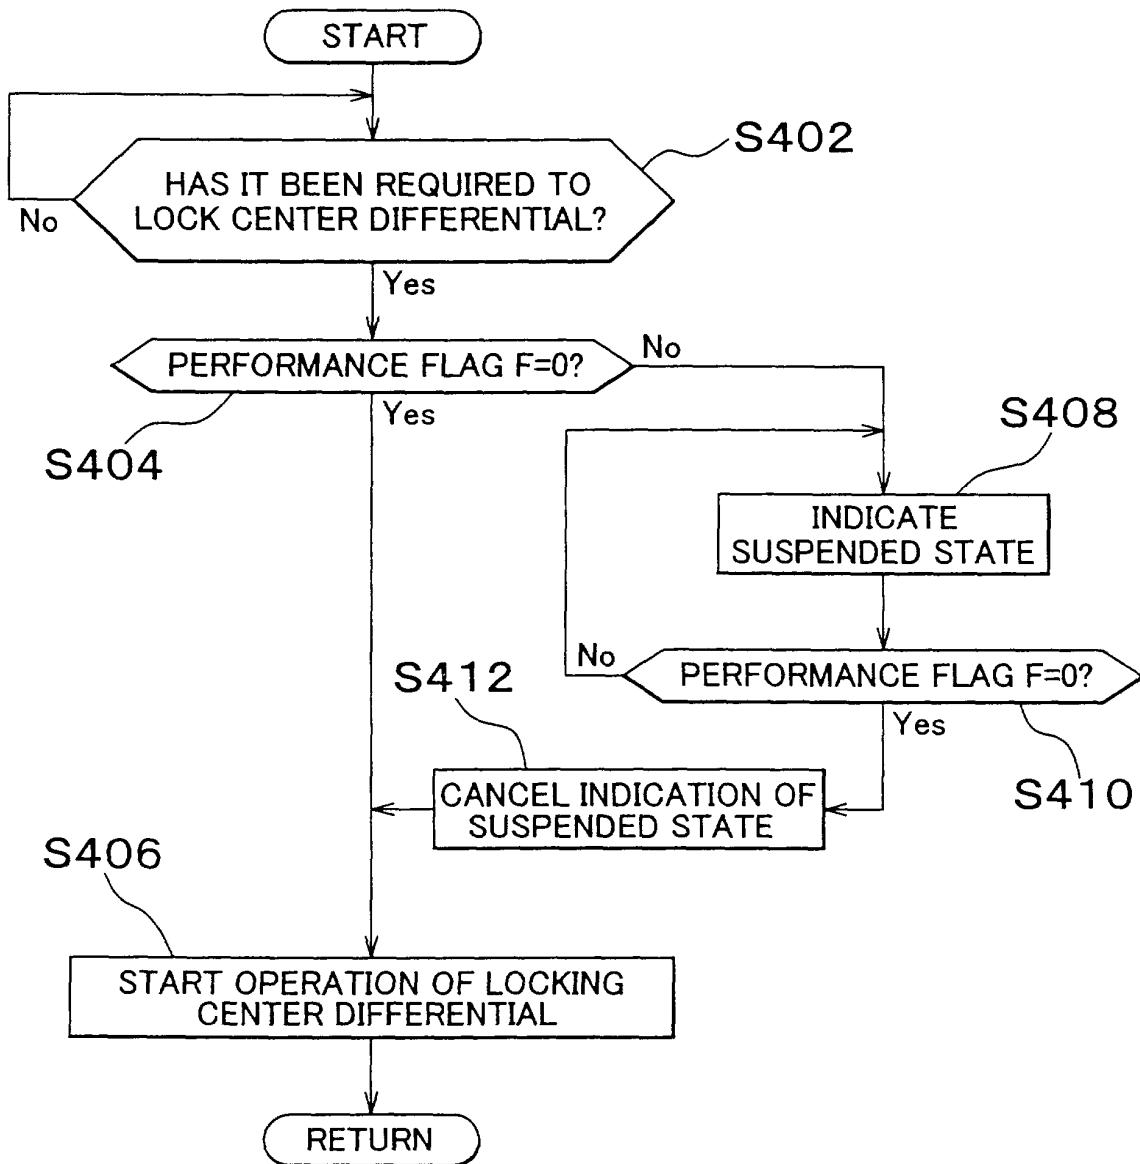 START
S402
HAS IT BEEN REQUIRED TO
LOCK CENTER DIFFERENTIAL?
No
Yes
PERFORMANCE FLAG F=0?
No
Yes
S404
S408
INDICATE
SUSPENDED STATE
No
PERFORMANCE FLAG F=0?
Yes
S410
S412
CANCEL INDICATION OF
SUSPENDED STATE
S406
START OPERATION OF LOCKING
CENTER DIFFERENTIAL
RETURN